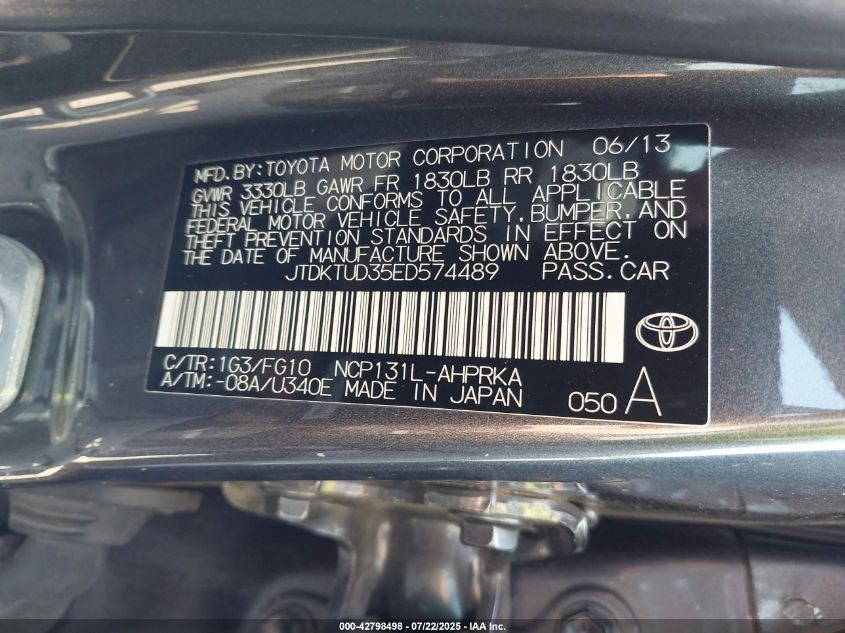 MFD. BY: TOYOTA MOTOR CORPORATION 06/13
GVWR 3330LB GAWR FR 1830LB RR 1830LB
THIS VEHICLE CONFORMS TO ALL APPLICABLE
FEDERAL MOTOR VEHICLE SAFETY, BUMPER, AND
THEFT PREVENTION STANDARDS IN EFFECT ON
THE DATE OF MANUFACTURE SHOWN ABOVE.
JTDKTUD35ED574489 PASS. CAR
C/TR: 1G3/FG10 NCP131L-AHPRKA
A/TM: -08A/U340E MADE IN JAPAN 050 A
000-42798498 - 07/22/2025 - IAA Inc.